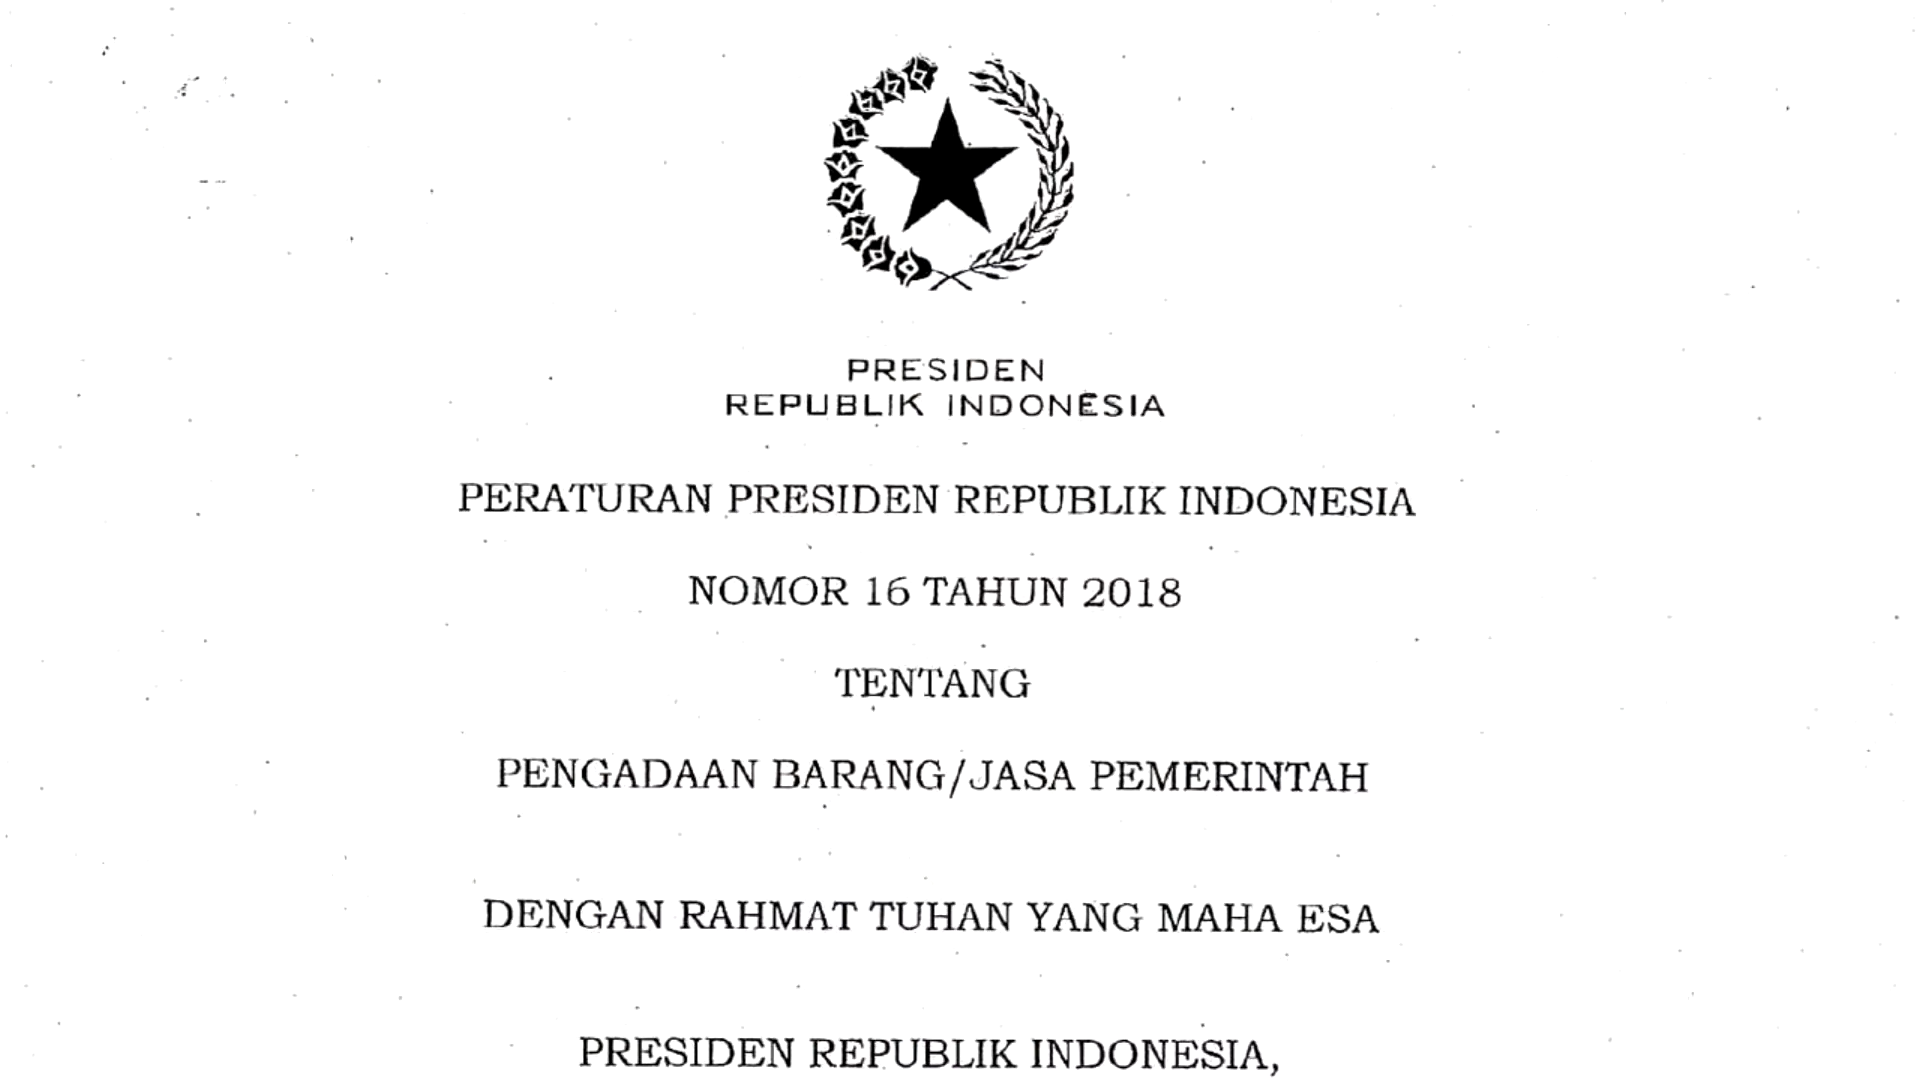 PRESIDEN
REPUBLIK INDONESIA
PERATURAN PRESIDEN REPUBLIK INDONESIA
NOMOR 16 TAHUN 2018
TENTANG
PENGADAAN BARANG/JASA PEMERINTAH
DENGAN RAHMAT TUHAN YANG MAHA ESA
PRESIDEN REPUBLIK INDONESIA,